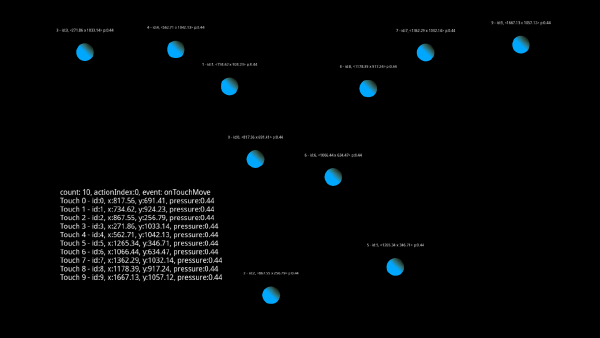 9 - id:9, <1667.13 x 1057.12> p:0.44
4 - id:4, <562.71 x 1042.13> p:0.44
3 - id:3, <271.86 x 1033.14> p:0.44
7 - id:7, <1362.29 x 1032.14> p:0.44
1 - id:1, <734.62 x 924.23> p:0.44
8 - id:8, <1178.39 x 917.24> p:0.44
0 - id:0, <817.56 x 691.41> p:0.44
6 - id:6, <1066.44 x 634.47> p:0.44
count: 10, actionIndex:0, event: onTouchMove
Touch 0 - id:0, x:817.56, y:691.41, pressure:0.44
Touch 1 - id:1, x:734.62, y:924.23, pressure:0.44
Touch 2 - id:2, x:867.55, y:256.79, pressure:0.44
Touch 3 - id:3, x:271.86, y:1033.14, pressure:0.44
Touch 4 - id:4, x:562.71, y:1042.13, pressure:0.44
Touch 5 - id:5, x:1265.34, y:346.71, pressure:0.44
Touch 6 - id:6, x:1066.44, y:634.47, pressure:0.44
Touch 7 - id:7, x:1362.29, y:1032.14, pressure:0.44
Touch 8 - id:8, x:1178.39, y:917.24, pressure:0.44
Touch 9 - id:9, x:1667.13, y:1057.12, pressure:0.44
5 - id:5, <1265.34 x 346.71> p:0.44
2 - id:2, <867.55 x 256.79> p:0.44